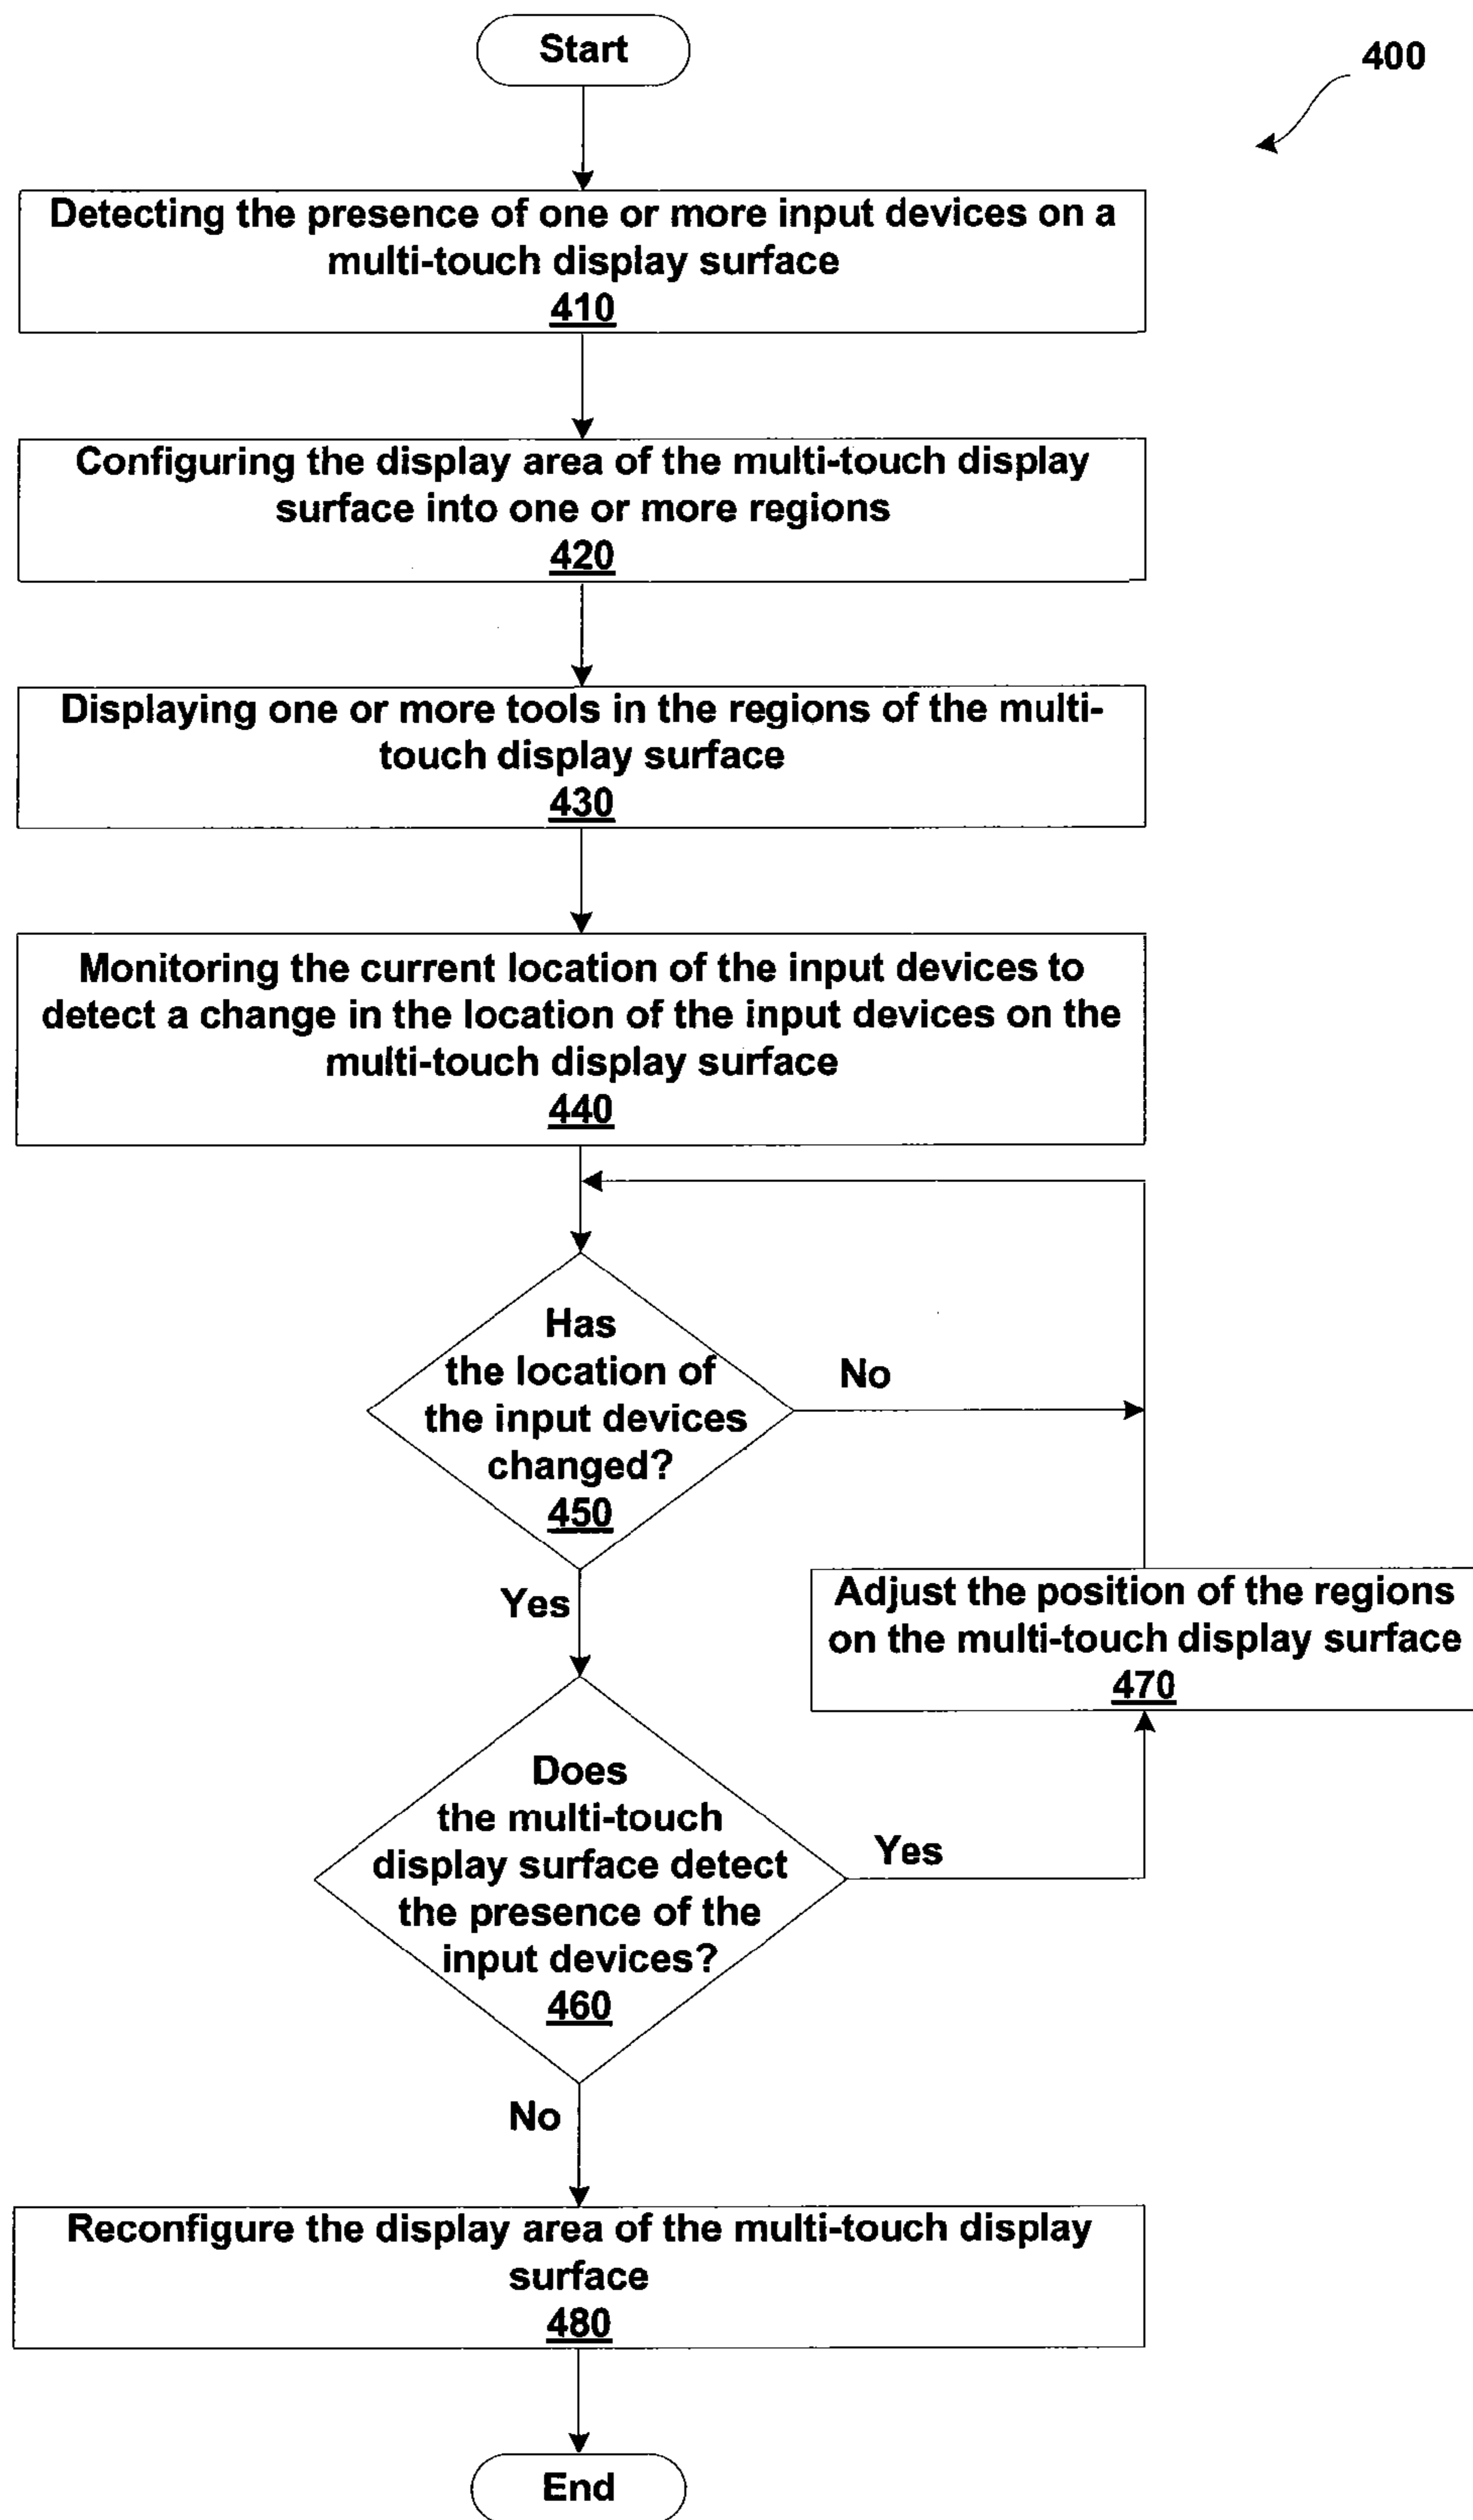 Start
400
Detecting the presence of one or more input devices on a
multi-touch display surface
410
Configuring the display area of the multi-touch display
surface into one or more regions
420
Displaying one or more tools in the regions of the multi-
touch display surface
430
Monitoring the current location of the input devices to
detect a change in the location of the input devices on the
multi-touch display surface
440
Has
the location of
the input devices
changed?
450
No
Yes
Adjust the position of the regions
on the multi-touch display surface
470
Does
the multi-touch
display surface detect
the presence of the
input devices?
460
Yes
No
Reconfigure the display area of the multi-touch display
surface
480
End